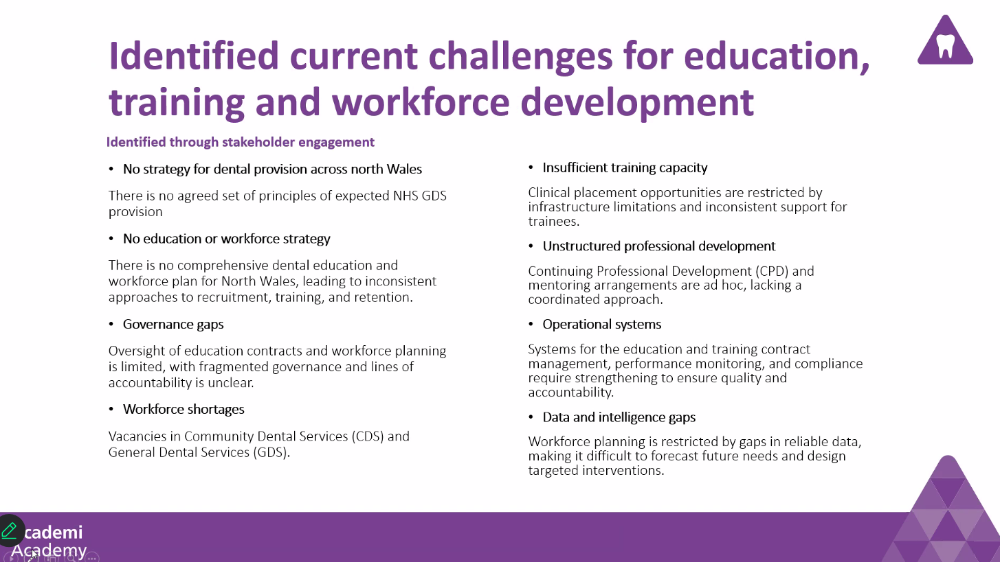 Identified current challenges for education,
training and workforce development
Identified through stakeholder engagement
• No strategy for dental provision across north Wales
There is no agreed set of principles of expected NHS GDS
provision
• No education or workforce strategy
There is no comprehensive dental education and
workforce plan for North Wales, leading to inconsistent
approaches to recruitment, training, and retention.
• Governance gaps
Oversight of education contracts and workforce planning
is limited, with fragmented governance and lines of
accountability is unclear.
• Workforce shortages
Vacancies in Community Dental Services (CDS) and
General Dental Services (GDS).
• Insufficient training capacity
Clinical placement opportunities are restricted by
infrastructure limitations and inconsistent support for
trainees.
• Unstructured professional development
Continuing Professional Development (CPD) and
mentoring arrangements are ad hoc, lacking a
coordinated approach.
• Operational systems
Systems for the education and training contract
management, performance monitoring, and compliance
require strengthening to ensure quality and
accountability.
• Data and intelligence gaps
Workforce planning is restricted by gaps in reliable data,
making it difficult to forecast future needs and design
targeted interventions.
cademi
Academy